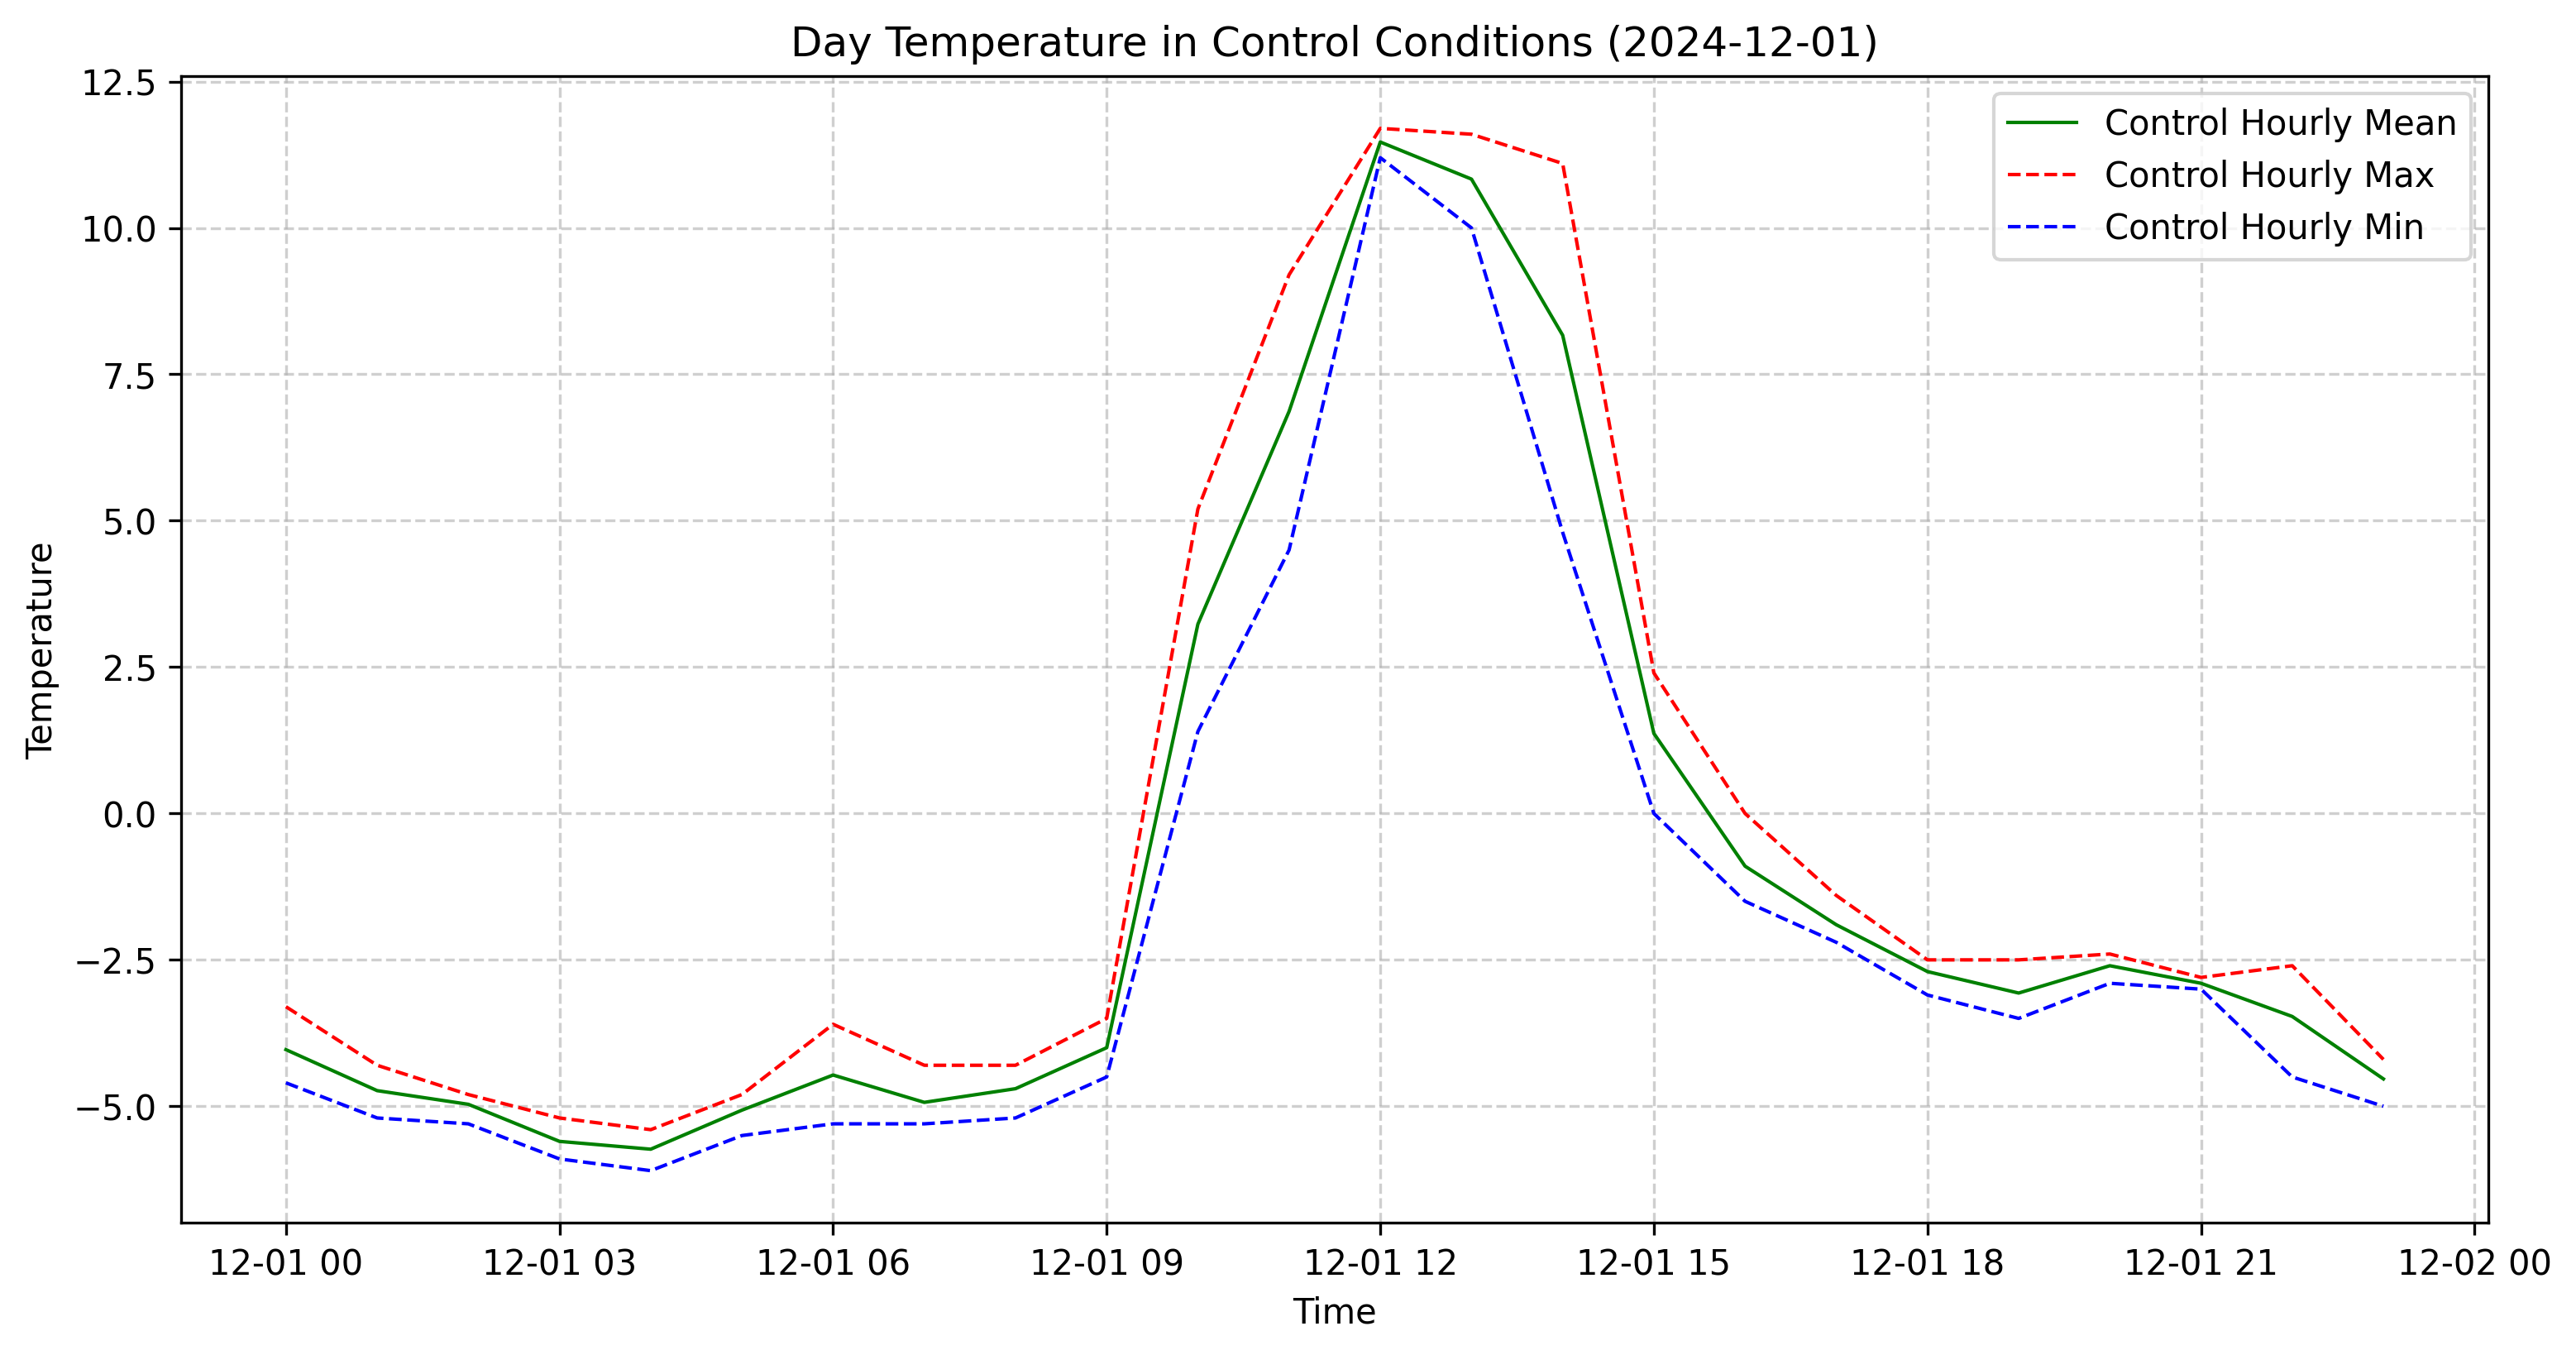 Day Temperature in Control Conditions (2024-12-01)
12.5
10.0
7.5
5.0
2.5
0.0
−2.5
−5.0
Temperature
Control Hourly Mean
Control Hourly Max
Control Hourly Min
12-01 00 12-01 03 12-01 06 12-01 09 12-01 12 12-01 15 12-01 18 12-01 21 12-02 00
Time